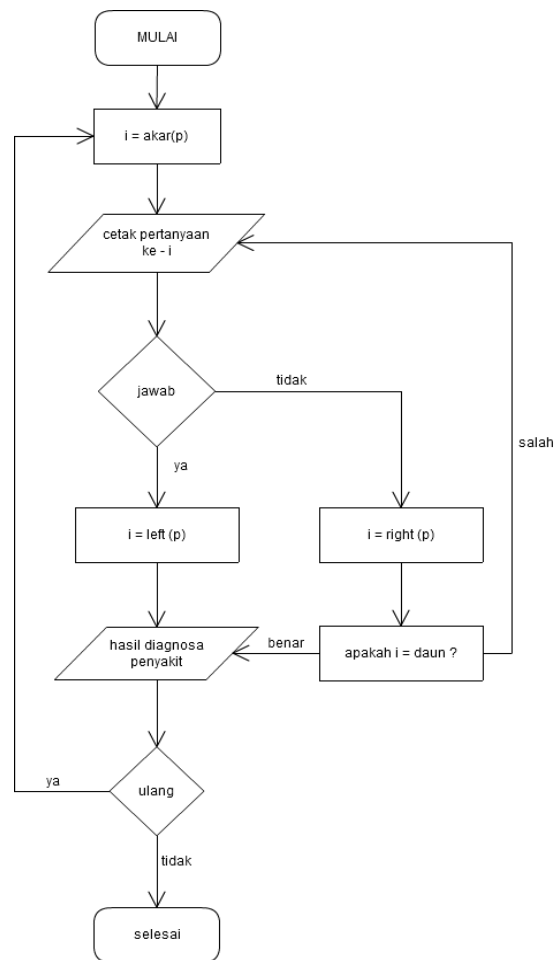 MULAI
i = akar(p)
cetak pertanyaan
ke - i
jawab
tidak
salah
ya
i = left (p)
i = right (p)
hasil diagnosa
penyakit
benar
apakah i = daun ?
ya
ulang
tidak
selesai